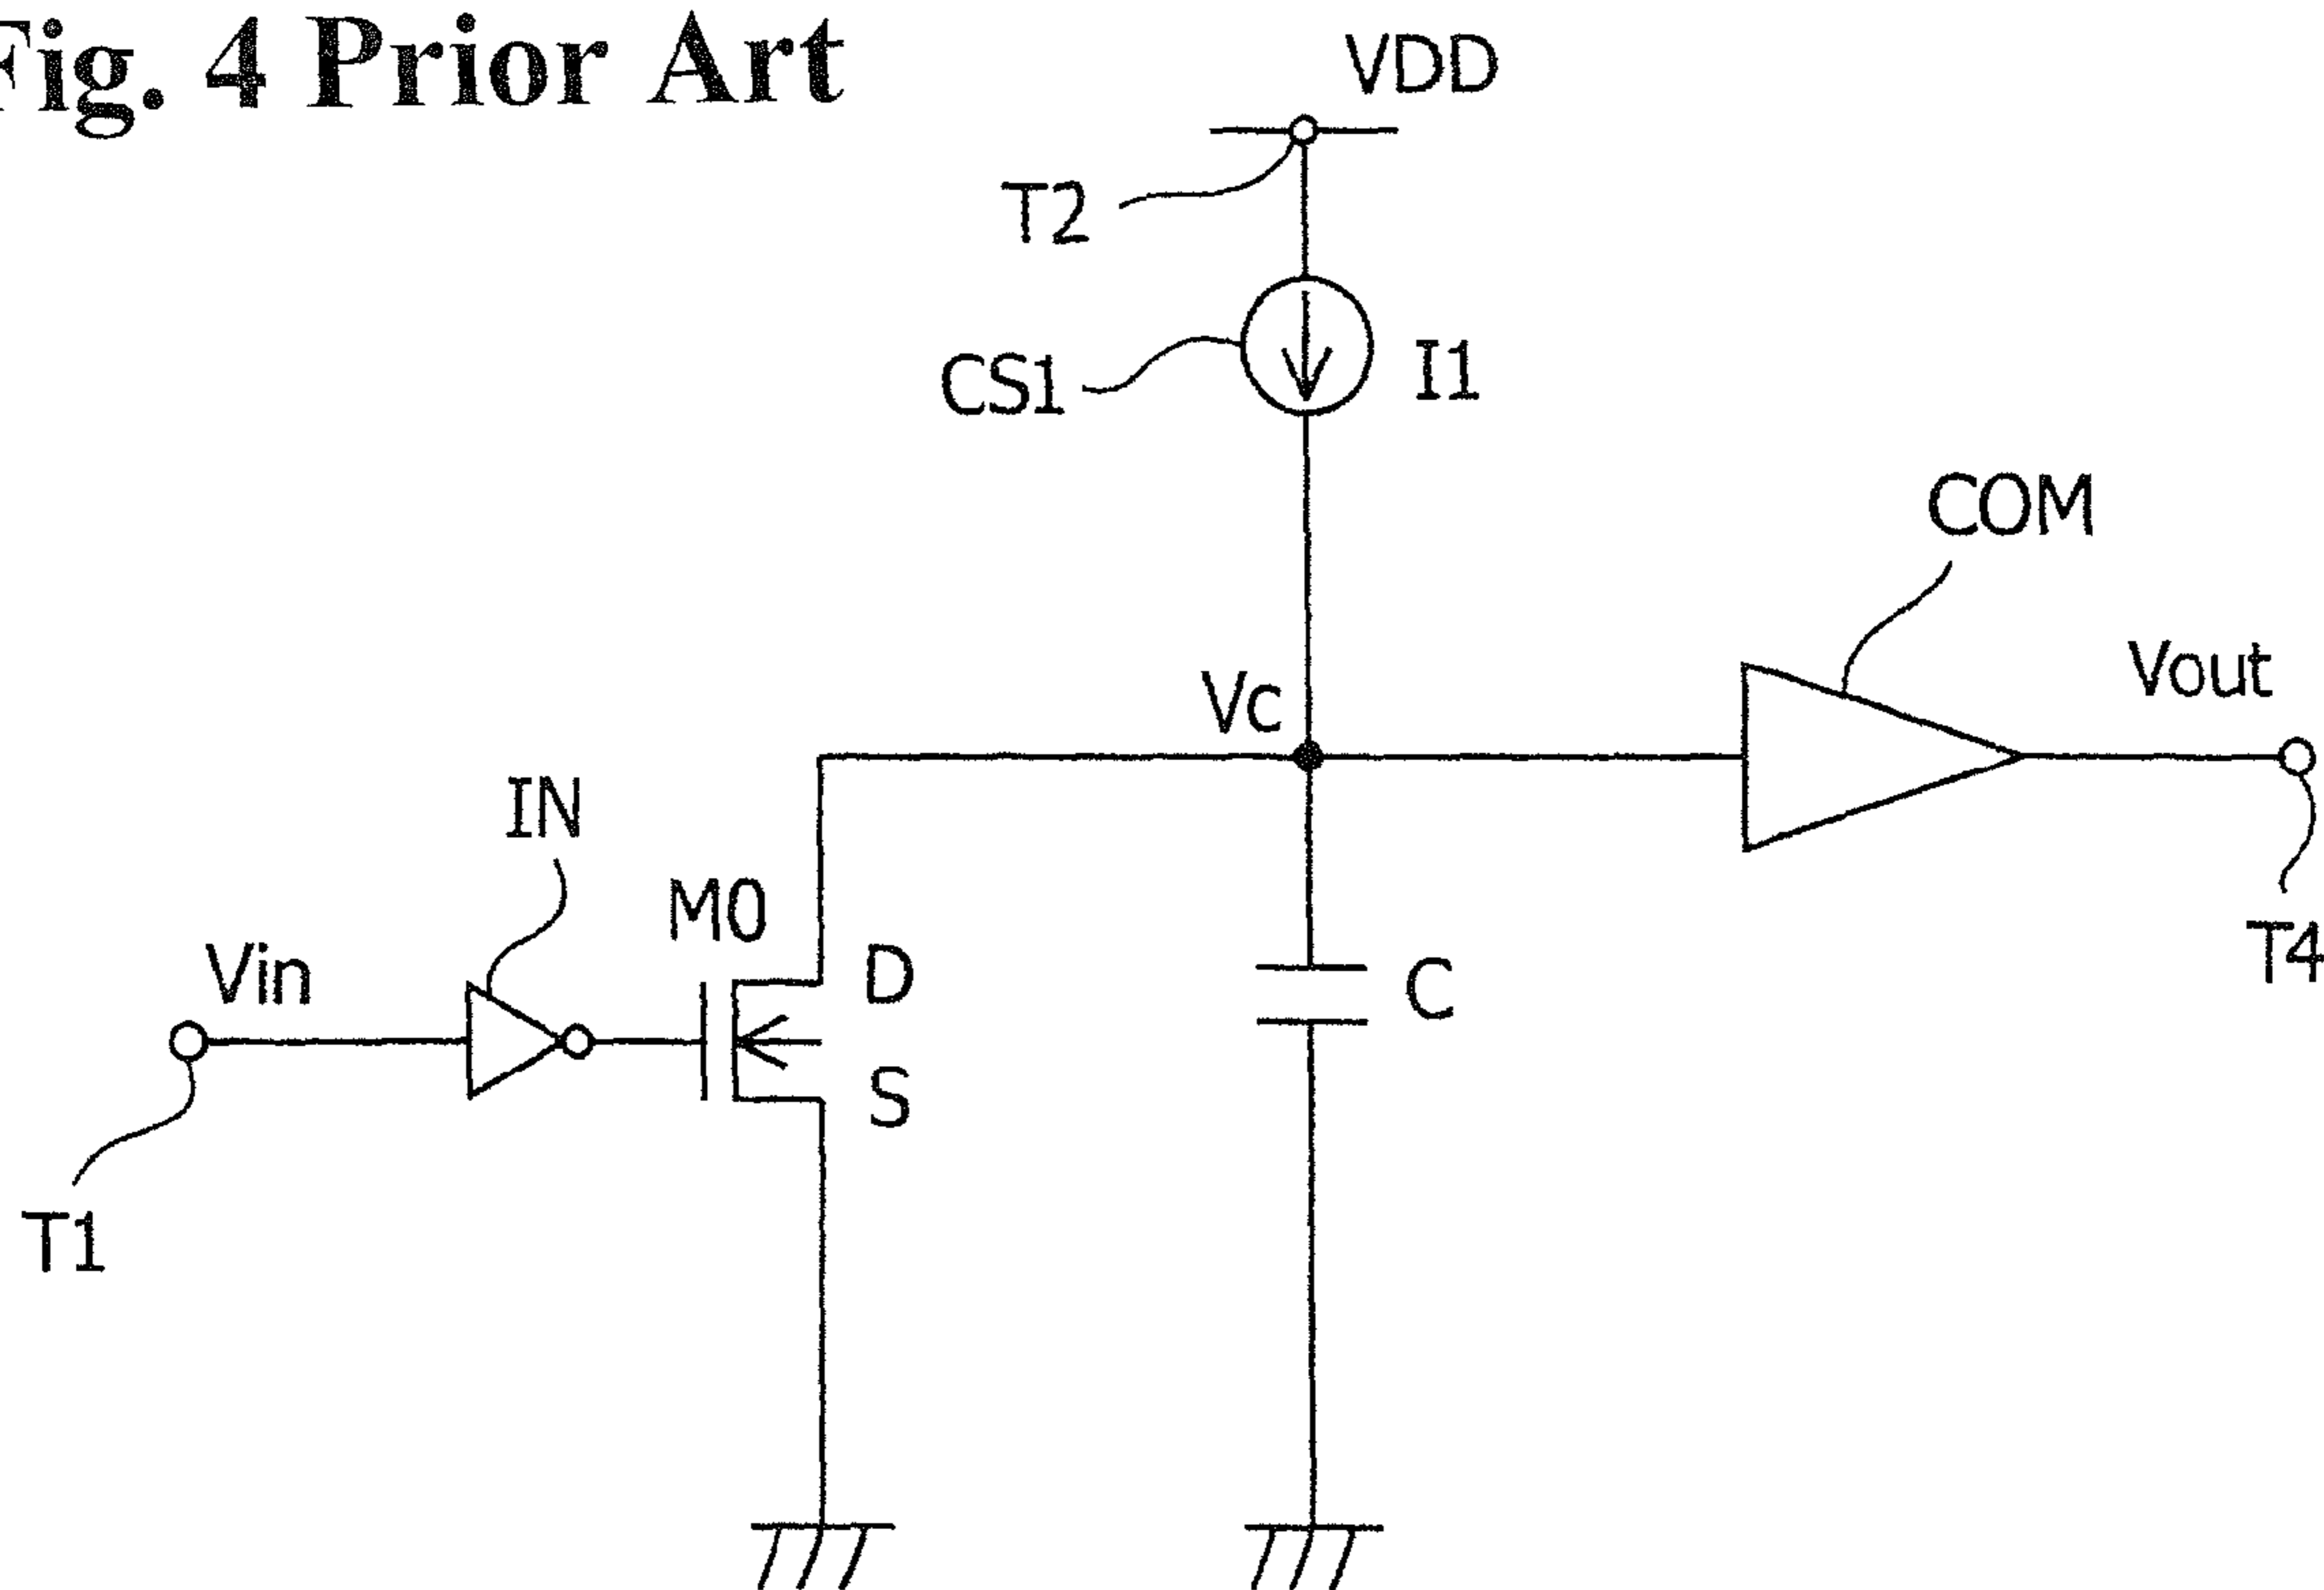 Fig. 4 Prior Art
VDD
T2
CS1
I1
COM
Vc
Vout
IN
M0
D
Vin
T4
C
S
T1